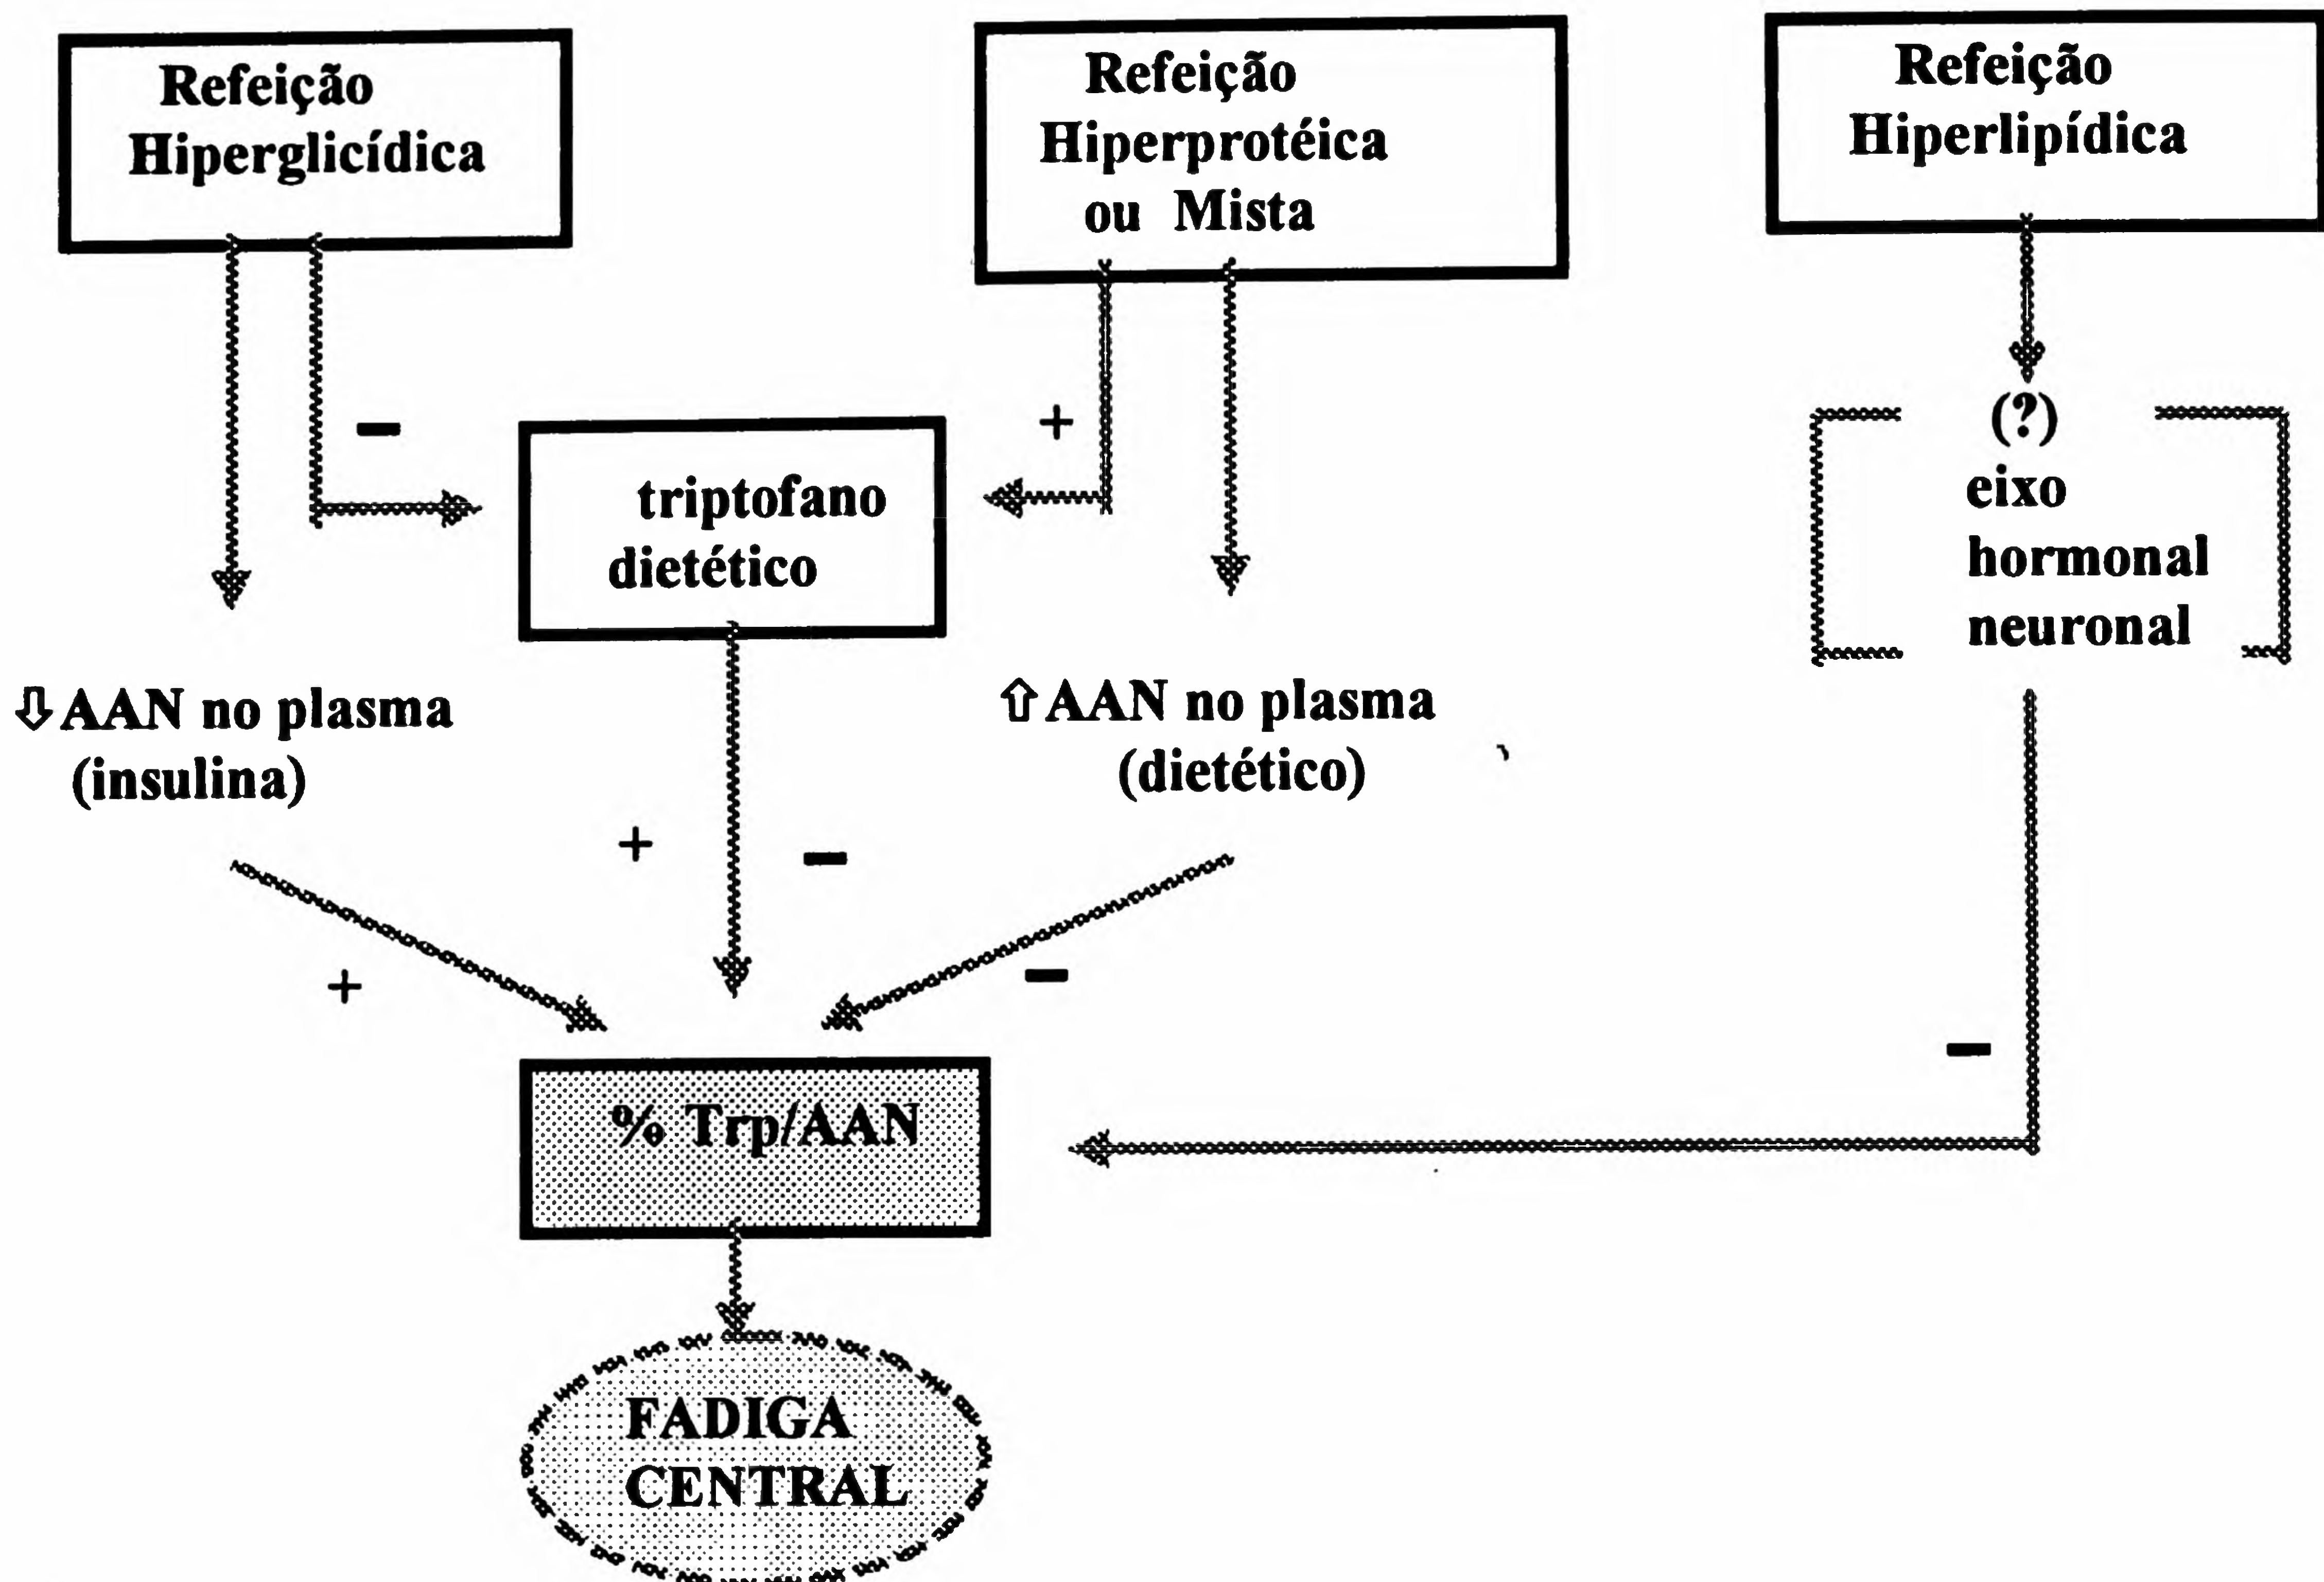 Refeição
Hiperglicídica
Refeição
Hiperprotéica
ou Mista
Refeição
Hiperlipídica
−
+
triptofano
dietético
(?)
eixo
hormonal
neuronal
⇩AAN no plasma
(insulina)
⇧AAN no plasma
(dietético)
+
−
+
−
−
% Trp/AAN
FADIGA
CENTRAL